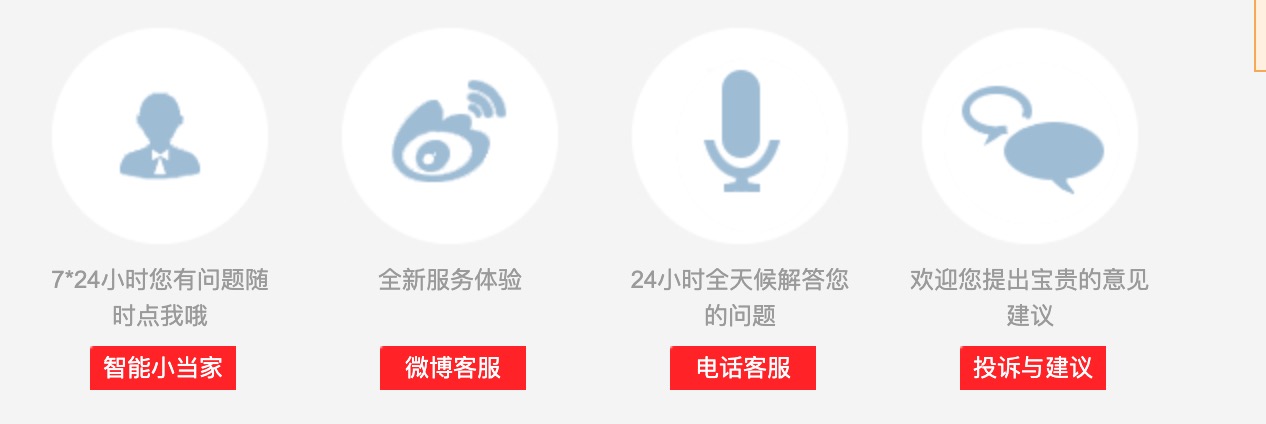 7*24小时您有问题随
时点我哦
智能小当家
全新服务体验
微博客服
24小时全天候解答您
的问题
电话客服
欢迎您提出宝贵的意见
建议
投诉与建议